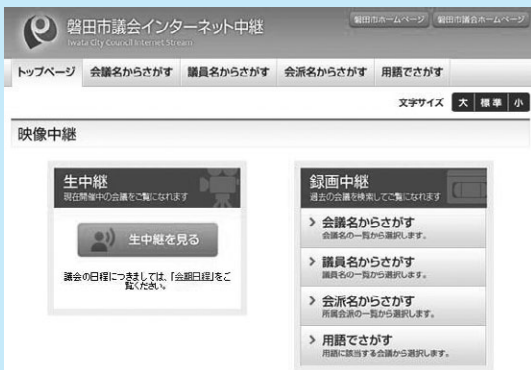 磐田市議会インターネット中継
Iwata City Council Internet Stream
磐田市ホームページ 磐田市議会ホームページ
トップページ 会議名からさがす 議員名からさがす 会派名からさがす 用語でさがす
文字サイズ 大 標準 小
映像中継
生中継
現在開催中の会議をご覧になれます
生中継を見る
議会の日程につきましては、「会期日程」をご
覧ください。
録画中継
過去の会議を検索してご覧になれます
会議名からさがす
会議名の一覧から選択します。
議員名からさがす
議員名の一覧から選択します。
会派名からさがす
所属会派の一覧から選択します。
用語でさがす
用語に該当する会議から選択します。